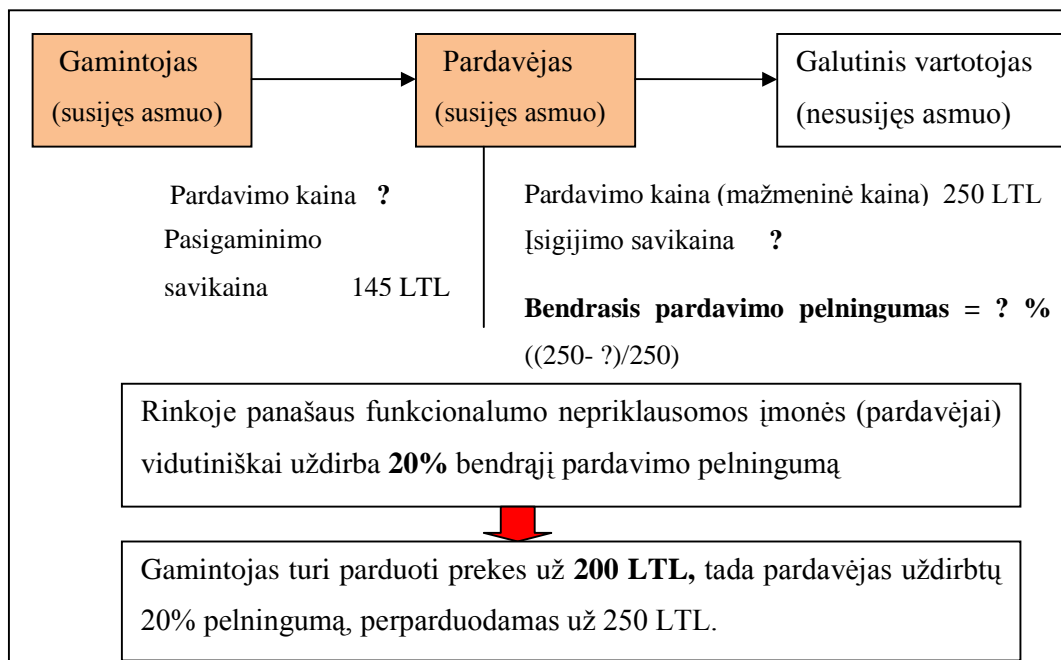 Gamintojas
(susijęs asmuo)
Pardavėjas
(susijęs asmuo)
Galutinis vartotojas
(nesusijęs asmuo)
Pardavimo kaina ?
Pasigaminimo
savikaina 145 LTL
Pardavimo kaina (mažmeninė kaina) 250 LTL
Įsigijimo savikaina ?
Bendrasis pardavimo pelningumas = ? %
((250- ?)/250)
Rinkoje panašaus funkcionalumo nepriklausomos įmonės (pardavėjai)
vidutiniškai uždirba 20% bendrąjį pardavimo pelningumą
Gamintojas turi parduoti prekes už 200 LTL, tada pardavėjas uždirbtų
20% pelningumą, perparduodamas už 250 LTL.